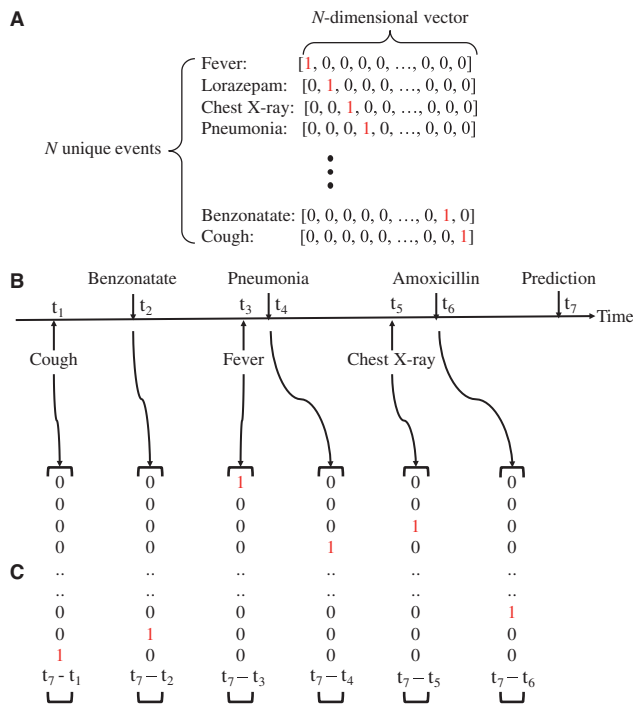 A
N-dimensional vector
Fever: [1, 0, 0, 0, 0, …, 0, 0, 0]
Lorazepam: [0, 1, 0, 0, 0, …, 0, 0, 0]
Chest X-ray: [0, 0, 1, 0, 0, …, 0, 0, 0]
Pneumonia: [0, 0, 0, 1, 0, …, 0, 0, 0]
N unique events
Benzonatate: [0, 0, 0, 0, 0, …, 0, 1, 0]
Cough: [0, 0, 0, 0, 0, …, 0, 0, 1]
B
Benzonatate Pneumonia Amoxicillin Prediction
t1 t2 t3 t4 t5 t6 t7
Time
Cough Fever Chest X-ray
0 0 1 0 0 0
0 0 0 0 0 0
0 0 0 0 1 0
0 0 0 1 0 0
C
.. .. .. .. .. ..
.. .. .. .. .. ..
0 0 0 0 0 1
0 1 0 0 0 0
1 0 0 0 0 0
t7 - t1 t7 – t2 t7 – t3 t7 – t4 t7 – t5 t7 – t6